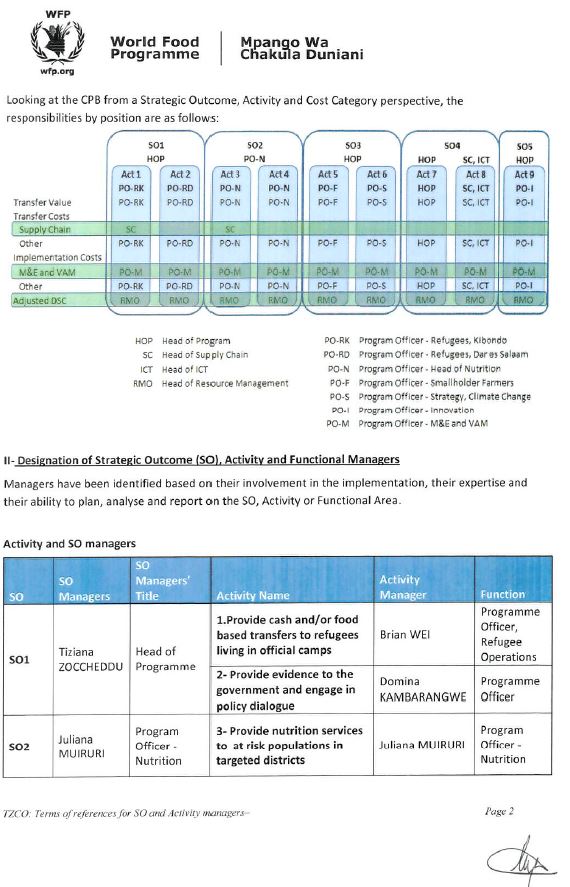 WFP
wfp.org
World Food Programme
Mpango Wa Chakula Duniani
Looking at the CPB from a Strategic Outcome, Activity and Cost Category perspective, the
responsibilities by position are as follows:
SO1 SO2 SO3 SO4 SO5
HOP PO-N HOP HOP SC, ICT HOP
Act 1 Act 2 Act 3 Act 4 Act 5 Act 6 Act 7 Act 8 Act 9
PO-RK PO-RD PO-N PO-N PO-F PO-S HOP SC, ICT PO-I
Transfer Value PO-RK PO-RD PO-N PO-N PO-F PO-S HOP SC, ICT PO-I
Transfer Costs
Supply Chain SC SC
Other PO-RK PO-RD PO-N PO-N PO-F PO-S HOP SC, ICT PO-I
Implementation Costs
M&E and VAM PO-M PO-M PO-M PO-M PO-M PO-M PO-M PO-M PO-M
Other PO-RK PO-RD PO-N PO-N PO-F PO-S HOP SC, ICT PO-I
Adjusted DSC RMO RMO RMO RMO RMO RMO RMO RMO RMO
HOP Head of Program
SC Head of Supply Chain
ICT Head of ICT
RMO Head of Resource Management
PO-RK Program Officer - Refugees, Kibondo
PO-RD Program Officer - Refugees, Dar es Salaam
PO-N Program Officer - Head of Nutrition
PO-F Program Officer - Smallholder Farmers
PO-S Program Officer - Strategy, Climate Change
PO-I Program Officer - Innovation
PO-M Program Officer - M&E and VAM
II- Designation of Strategic Outcome (SO), Activity and Functional Managers
Managers have been identified based on their involvement in the implementation, their expertise and
their ability to plan, analyse and report on the SO, Activity or Functional Area.
Activity and SO managers
SO
SO Managers
SO Managers' Title
Activity Name
Activity Manager
Function
SO1
Tiziana
ZOCCHEDDU
Head of
Programme
1.Provide cash and/or food
based transfers to refugees
living in official camps
Brian WEI
Programme
Officer,
Refugee
Operations
2- Provide evidence to the
government and engage in
policy dialogue
Domina
KAMBARANGWE
Programme
Officer
SO2
Juliana
MUIRURI
Program
Officer -
Nutrition
3- Provide nutrition services
to at risk populations in
targeted districts
Juliana MUIRURI
Program
Officer -
Nutrition
TZCO: Terms of references for SO and Activity managers–
Page 2